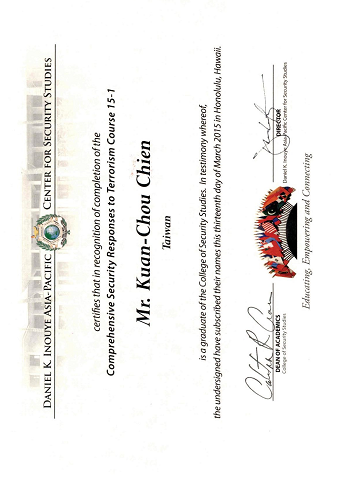 DANIEL K. INOUYE ASIA-PACIFIC CENTER FOR SECURITY STUDIES
certifies that in recognition of completion of the
Comprehensive Security Responses to Terrorism Course 15-1
Mr. Kuan-Chou Chien
Taiwan
is a graduate of the College of Security Studies. In testimony whereof,
the undersigned have subscribed their names this thirteenth day of March 2015 in Honolulu, Hawaii.
DEAN OF ACADEMICS
College of Security Studies
DIRECTOR
Daniel K. Inouye Asia-Pacific Center for Security Studies
Educating, Empowering and Connecting